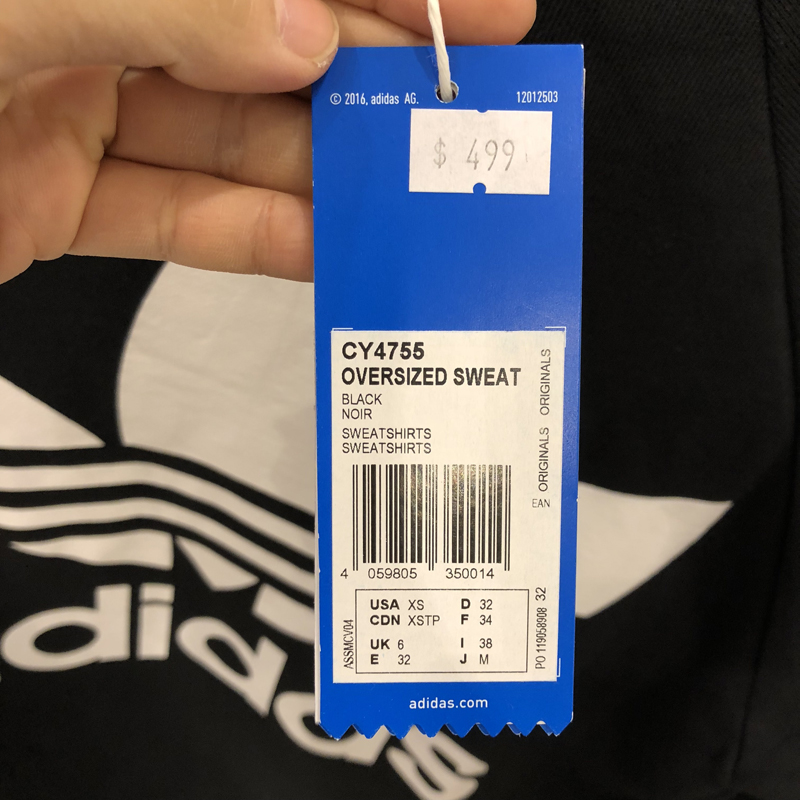 © 2016, adidas AG.
12012503
$ 499
CY4755
OVERSIZED SWEAT
BLACK
NOIR
SWEATSHIRTS
SWEATSHIRTS
ORIGINALS ORIGINALS
EAN
4 059805 350014
ASSMCV04
USA XS D 32
CDN XSTP F 34
UK 6 I 38
E 32 J M
PO 119058908 32
adidas.com
adidas